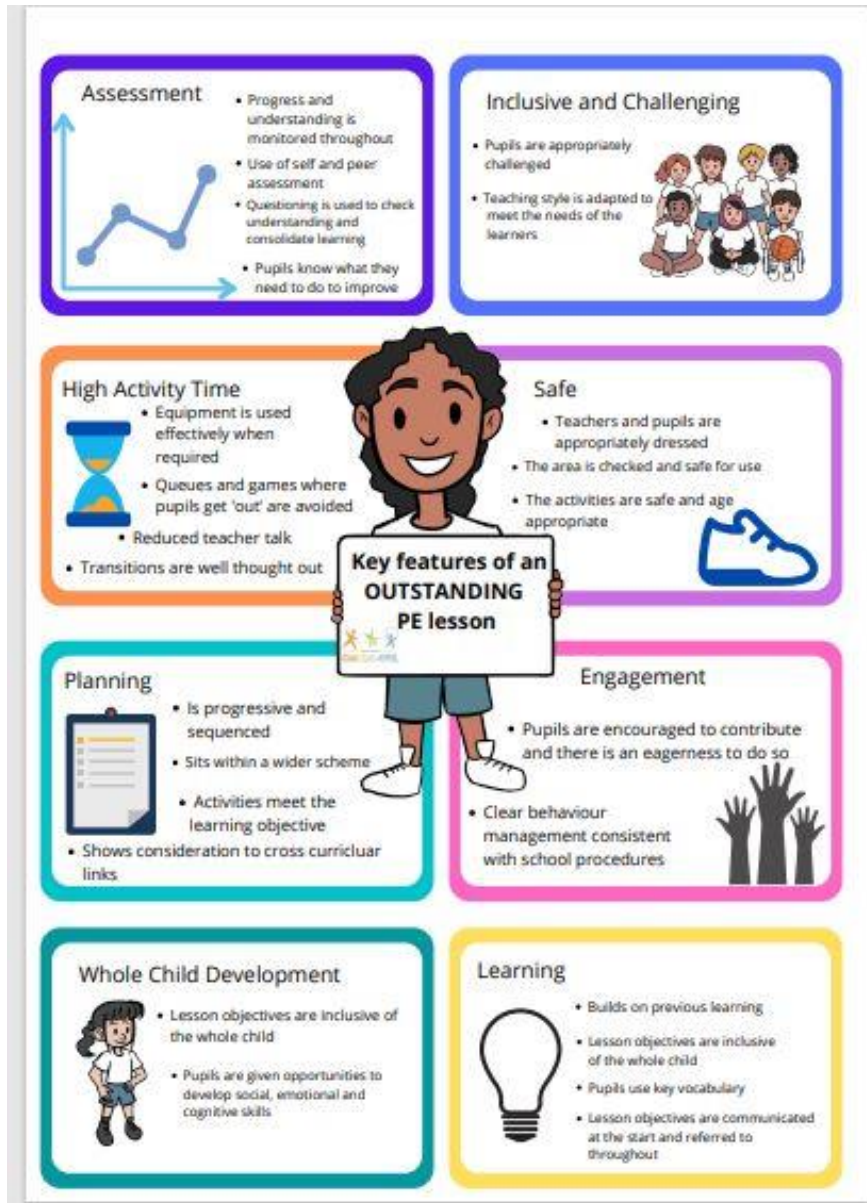 Assessment
• Progress and
understanding is
monitored throughout
• Use of self and peer
assessment
• Questioning is used to check
understanding and
consolidate learning
• Pupils know what they
need to do to improve
Inclusive and Challenging
• Pupils are appropriately
challenged
• Teaching style is adapted to
meet the needs of the
learners
High Activity Time
• Equipment is used
effectively when
required
• Queues and games where
pupils get 'out' are avoided
• Reduced teacher talk
• Transitions are well thought out
Safe
• Teachers and pupils are
appropriately dressed
• The area is checked and safe for use
• The activities are safe and age
appropriate
Key features of an
OUTSTANDING
PE lesson
Planning
• Is progressive and
sequenced
• Sits within a wider scheme
• Activities meet the
learning objective
• Shows consideration to cross curricluar
links
Engagement
• Pupils are encouraged to contribute
and there is an eagerness to do so
• Clear behaviour
management consistent
with school procedures
Whole Child Development
• Lesson objectives are inclusive of
the whole child
• Pupils are given opportunities to
develop social, emotional and
cognitive skills
Learning
• Builds on previous learning
• Lesson objectives are inclusive
of the whole child
• Pupils use key vocabulary
• Lesson objectives are communicated
at the start and referred to
throughout